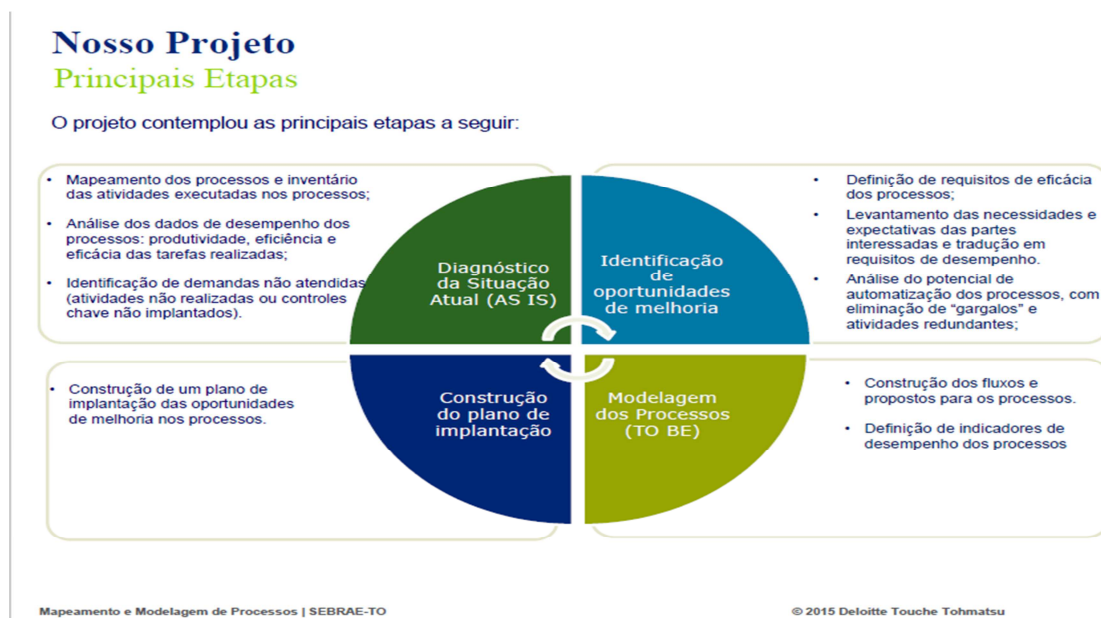 Nosso Projeto
Principais Etapas
O projeto contemplou as principais etapas a seguir:
• Mapeamento dos processos e inventário
das atividades executadas nos processos;
• Análise dos dados de desempenho dos
processos: produtividade, eficiência e
eficácia das tarefas realizadas;
• Identificação de demandas não atendidas
(atividades não realizadas ou controles
chave não implantados).
Diagnóstico
da Situação
Atual (AS IS)
Identificação
de
oportunidades
de melhoria
• Definição de requisitos de eficácia
dos processos;
• Levantamento das necessidades e
expectativas das partes
interessadas e tradução em
requisitos de desempenho.
• Análise do potencial de
automatização dos processos, com
eliminação de “gargalos” e
atividades redundantes;
• Construção de um plano de
implantação das oportunidades
de melhoria nos processos.
Construção
do plano de
implantação
Modelagem
dos Processos
(TO BE)
• Construção dos fluxos e
propostos para os processos.
• Definição de indicadores de
desempenho dos processos
Mapeamento e Modelagem de Processos | SEBRAE-TO
© 2015 Deloitte Touche Tohmatsu